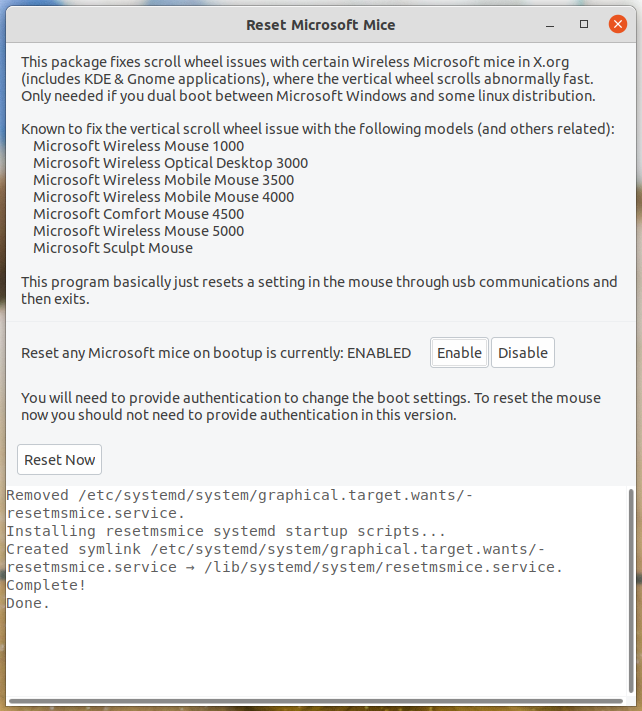 Reset Microsoft Mice
This package fixes scroll wheel issues with certain Wireless Microsoft mice in X.org
(includes KDE & Gnome applications), where the vertical wheel scrolls abnormally fast.
Only needed if you dual boot between Microsoft Windows and some linux distribution.
Known to fix the vertical scroll wheel issue with the following models (and others related):
Microsoft Wireless Mouse 1000
Microsoft Wireless Optical Desktop 3000
Microsoft Wireless Mobile Mouse 3500
Microsoft Wireless Mobile Mouse 4000
Microsoft Comfort Mouse 4500
Microsoft Wireless Mouse 5000
Microsoft Sculpt Mouse
This program basically just resets a setting in the mouse through usb communications and
then exits.
Reset any Microsoft mice on bootup is currently: ENABLED Enable Disable
You will need to provide authentication to change the boot settings. To reset the mouse
now you should not need to provide authentication in this version.
Reset Now
Removed /etc/systemd/system/graphical.target.wants/-
resetmsmice.service.
Installing resetmsmice systemd startup scripts...
Created symlink /etc/systemd/system/graphical.target.wants/-
resetmsmice.service → /lib/systemd/system/resetmsmice.service.
Complete!
Done.